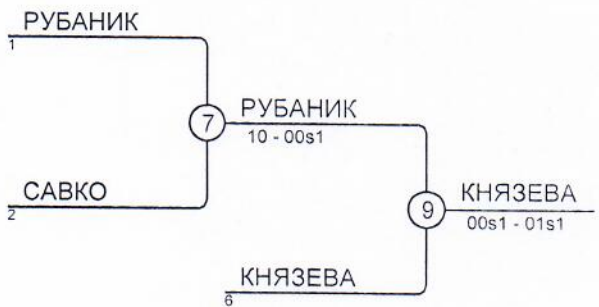 РУБАНИК
1
7
РУБАНИК
10 - 00s1
САВКО
2
9
КНЯЗЕВА
00s1 - 01s1
КНЯЗЕВА
6